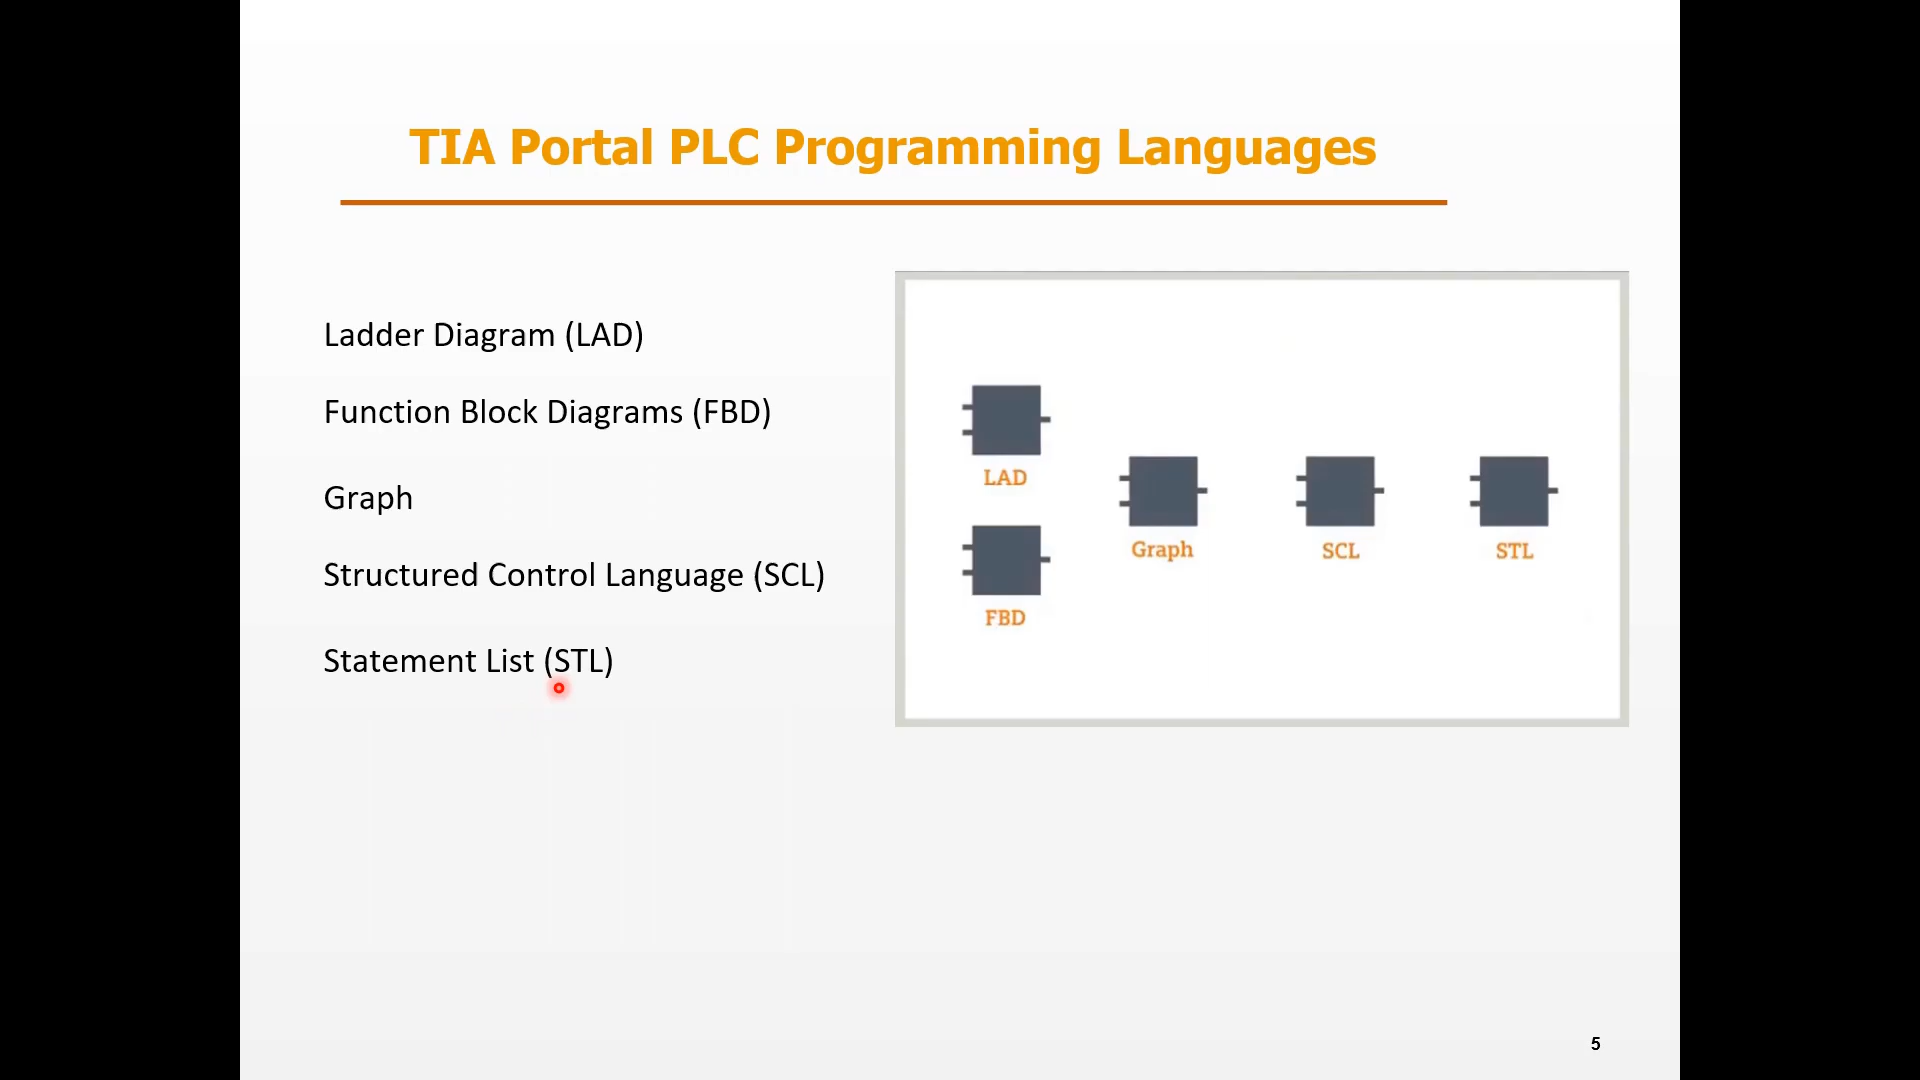 TIA Portal PLC Programming Languages
Ladder Diagram (LAD)
Function Block Diagrams (FBD)
Graph
Structured Control Language (SCL)
Statement List (STL)
LAD
FBD
Graph
SCL
STL
5